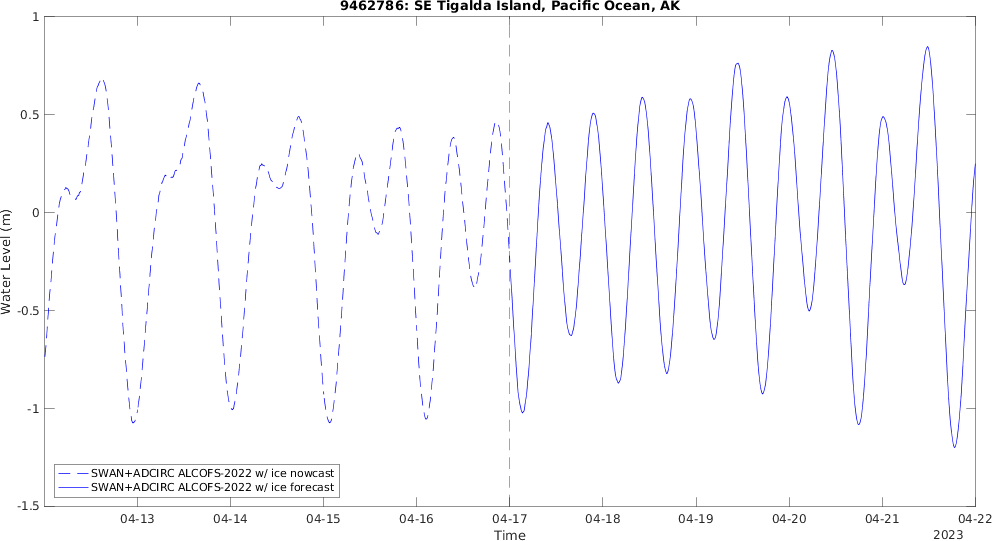 9462786: SE Tigalda Island, Pacific Ocean, AK
1
0.5
0
-0.5
-1
-1.5
Water Level (m)
SWAN+ADCIRC ALCOFS-2022 w/ ice nowcast
SWAN+ADCIRC ALCOFS-2022 w/ ice forecast
04-13 04-14 04-15 04-16 04-17 04-18 04-19 04-20 04-21 04-22
Time
2023